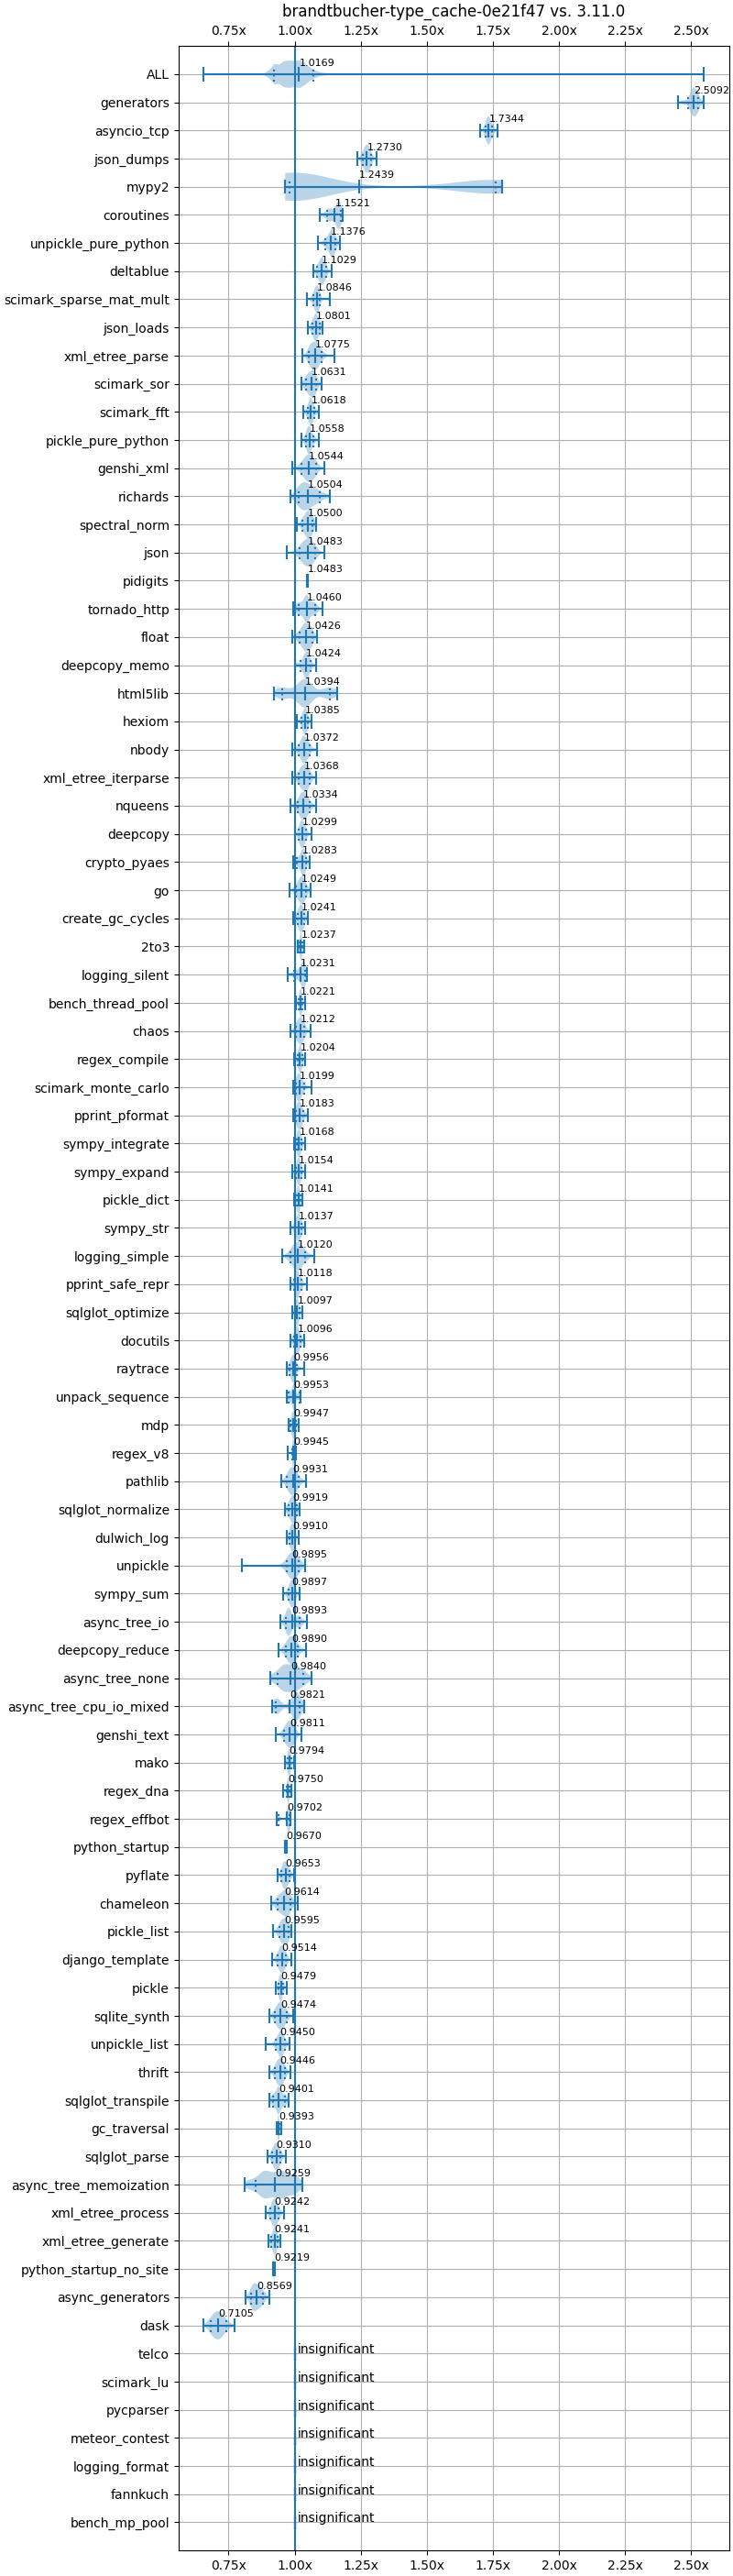 brandtbucher-type_cache-0e21f47 vs. 3.11.0
0.75x 1.00x 1.25x 1.50x 1.75x 2.00x 2.25x 2.50x
ALL 1.0169
generators 2.5092
asyncio_tcp 1.7344
json_dumps 1.2730
mypy2 1.2439
coroutines 1.1521
unpickle_pure_python 1.1376
deltablue 1.1029
scimark_sparse_mat_mult 1.0846
json_loads 1.0801
xml_etree_parse 1.0775
scimark_sor 1.0631
scimark_fft 1.0618
pickle_pure_python 1.0558
genshi_xml 1.0544
richards 1.0504
spectral_norm 1.0500
json 1.0483
pidigits 1.0483
tornado_http 1.0460
float 1.0426
deepcopy_memo 1.0424
html5lib 1.0394
hexiom 1.0385
nbody 1.0372
xml_etree_iterparse 1.0368
nqueens 1.0334
deepcopy 1.0299
crypto_pyaes 1.0283
go 1.0249
create_gc_cycles 1.0241
2to3 1.0237
logging_silent 1.0231
bench_thread_pool 1.0221
chaos 1.0212
regex_compile 1.0204
scimark_monte_carlo 1.0199
pprint_pformat 1.0183
sympy_integrate 1.0168
sympy_expand 1.0154
pickle_dict 1.0141
sympy_str 1.0137
logging_simple 1.0120
pprint_safe_repr 1.0118
sqlglot_optimize 1.0097
docutils 1.0096
raytrace 0.9956
unpack_sequence 0.9953
mdp 0.9947
regex_v8 0.9945
pathlib 0.9931
sqlglot_normalize 0.9919
dulwich_log 0.9910
unpickle 0.9895
sympy_sum 0.9897
async_tree_io 0.9893
deepcopy_reduce 0.9890
async_tree_none 0.9840
async_tree_cpu_io_mixed 0.9821
genshi_text 0.9811
mako 0.9794
regex_dna 0.9750
regex_effbot 0.9702
python_startup 0.9670
pyflate 0.9653
chameleon 0.9614
pickle_list 0.9595
django_template 0.9514
pickle 0.9479
sqlite_synth 0.9474
unpickle_list 0.9450
thrift 0.9446
sqlglot_transpile 0.9401
gc_traversal 0.9393
sqlglot_parse 0.9310
async_tree_memoization 0.9259
xml_etree_process 0.9242
xml_etree_generate 0.9241
python_startup_no_site 0.9219
async_generators 0.8569
dask 0.7105
telco insignificant
scimark_lu insignificant
pycparser insignificant
meteor_contest insignificant
logging_format insignificant
fannkuch insignificant
bench_mp_pool insignificant
0.75x 1.00x 1.25x 1.50x 1.75x 2.00x 2.25x 2.50x